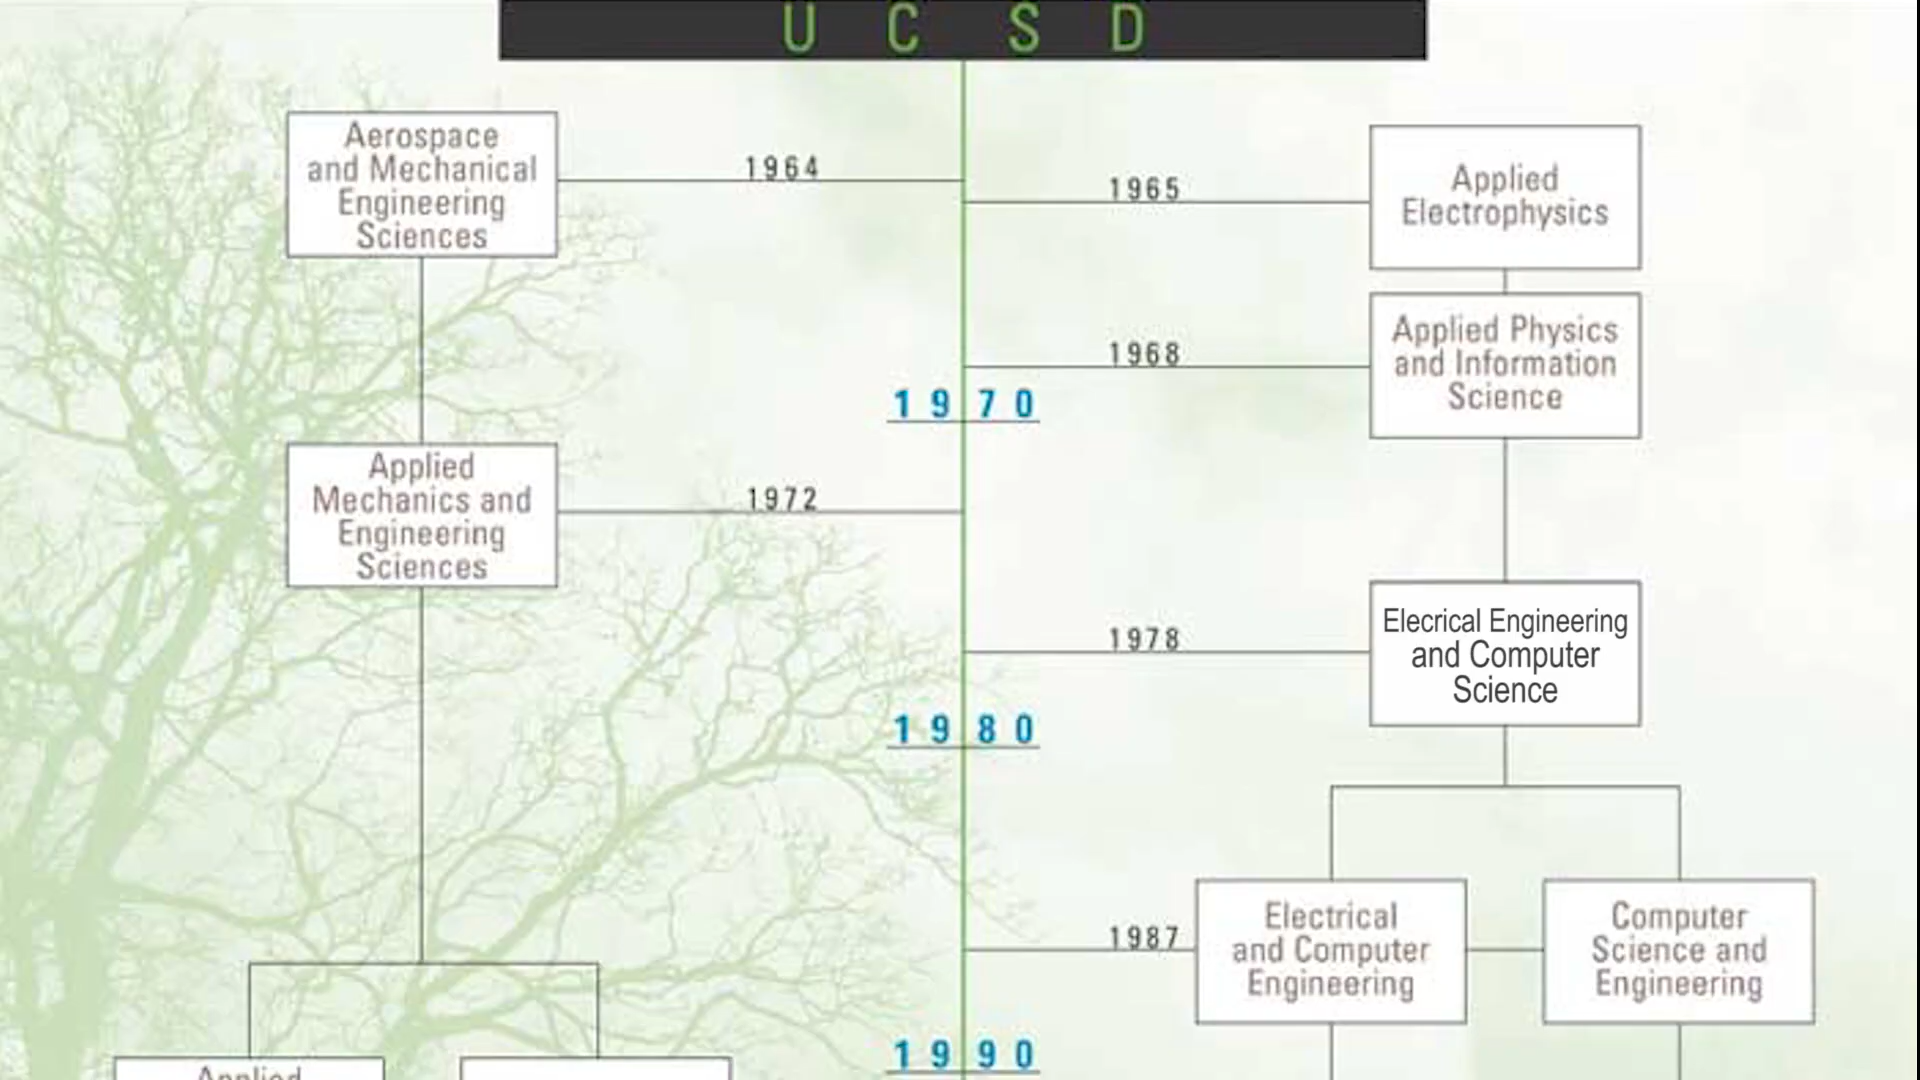 U C S D
Aerospace
and Mechanical
Engineering
Sciences
1964
1965
Applied
Electrophysics
1968
Applied Physics
and Information
Science
1970
Applied
Mechanics and
Engineering
Sciences
1972
1978
Elecrical Engineering
and Computer
Science
1980
1987
Electrical
and Computer
Engineering
Computer
Science and
Engineering
1990
Applied